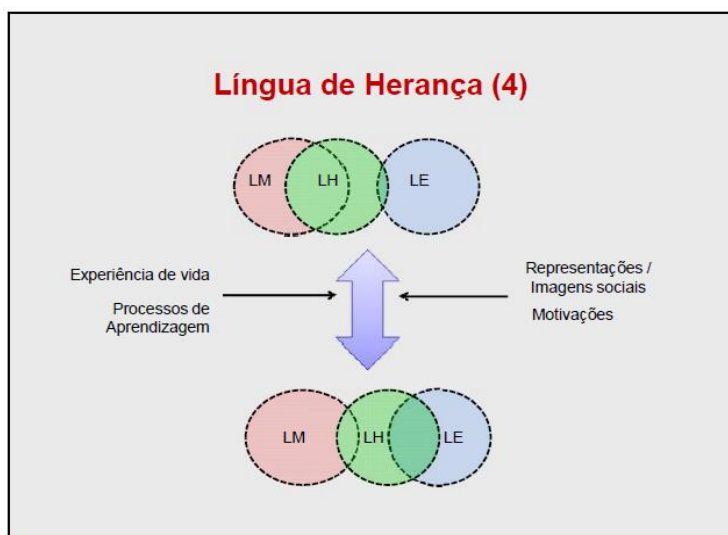 Língua de Herança (4)
LM
LH
LE
Experiência de vida
Processos de
Aprendizagem
Representações /
Imagens sociais
Motivações
LM
LH
LE